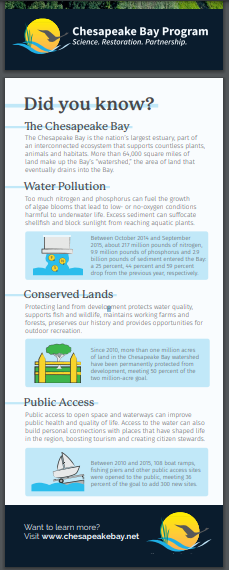 Chesapeake Bay Program
Science. Restoration. Partnership.
Did you know?
The Chesapeake Bay
The Chesapeake Bay is the nation's largest estuary, part of
an interconnected ecosystem that supports countless plants,
animals and habitats. More than 64,000 square miles of
land make up the Bay's "watershed," the area of land that
eventually drains into the Bay.
Water Pollution
Too much nitrogen and phosphorus can fuel the growth
of algae blooms that lead to low- or no-oxygen conditions
harmful to underwater life. Excess sediment can suffocate
shellfish and block sunlight from reaching aquatic plants.
Between October 2014 and September
2015, about 217 million pounds of nitrogen,
9.9 million pounds of phosphorus and 2.9
billion pounds of sediment entered the Bay:
a 25 percent, 44 percent and 59 percent
drop from the previous year, respectively.
Conserved Lands
Protecting land from development protects water quality,
supports fish and wildlife, maintains working farms and
forests, preserves our history and provides opportunities for
outdoor recreation.
Since 2010, more than one million acres
of land in the Chesapeake Bay watershed
have been permanently protected from
development, meeting 50 percent of the
two million-acre goal.
Public Access
Public access to open space and waterways can improve
public health and quality of life. Access to the water can also
build personal connections with places that have shaped life
in the region, boosting tourism and creating citizen stewards.
Between 2010 and 2015, 108 boat ramps,
fishing piers and other public access sites
were opened to the public, meeting 36
percent of the goal to add 300 new sites.
Want to learn more?
Visit www.chesapeakebay.net